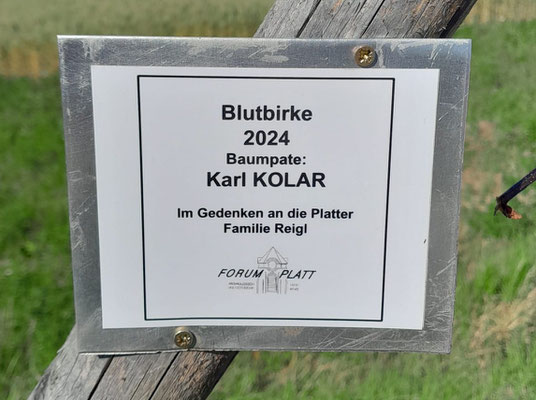 Blutbirke
2024
Baumpate:
Karl KOLAR
Im Gedenken an die Platter
Familie Reigl
FORUM PLATT